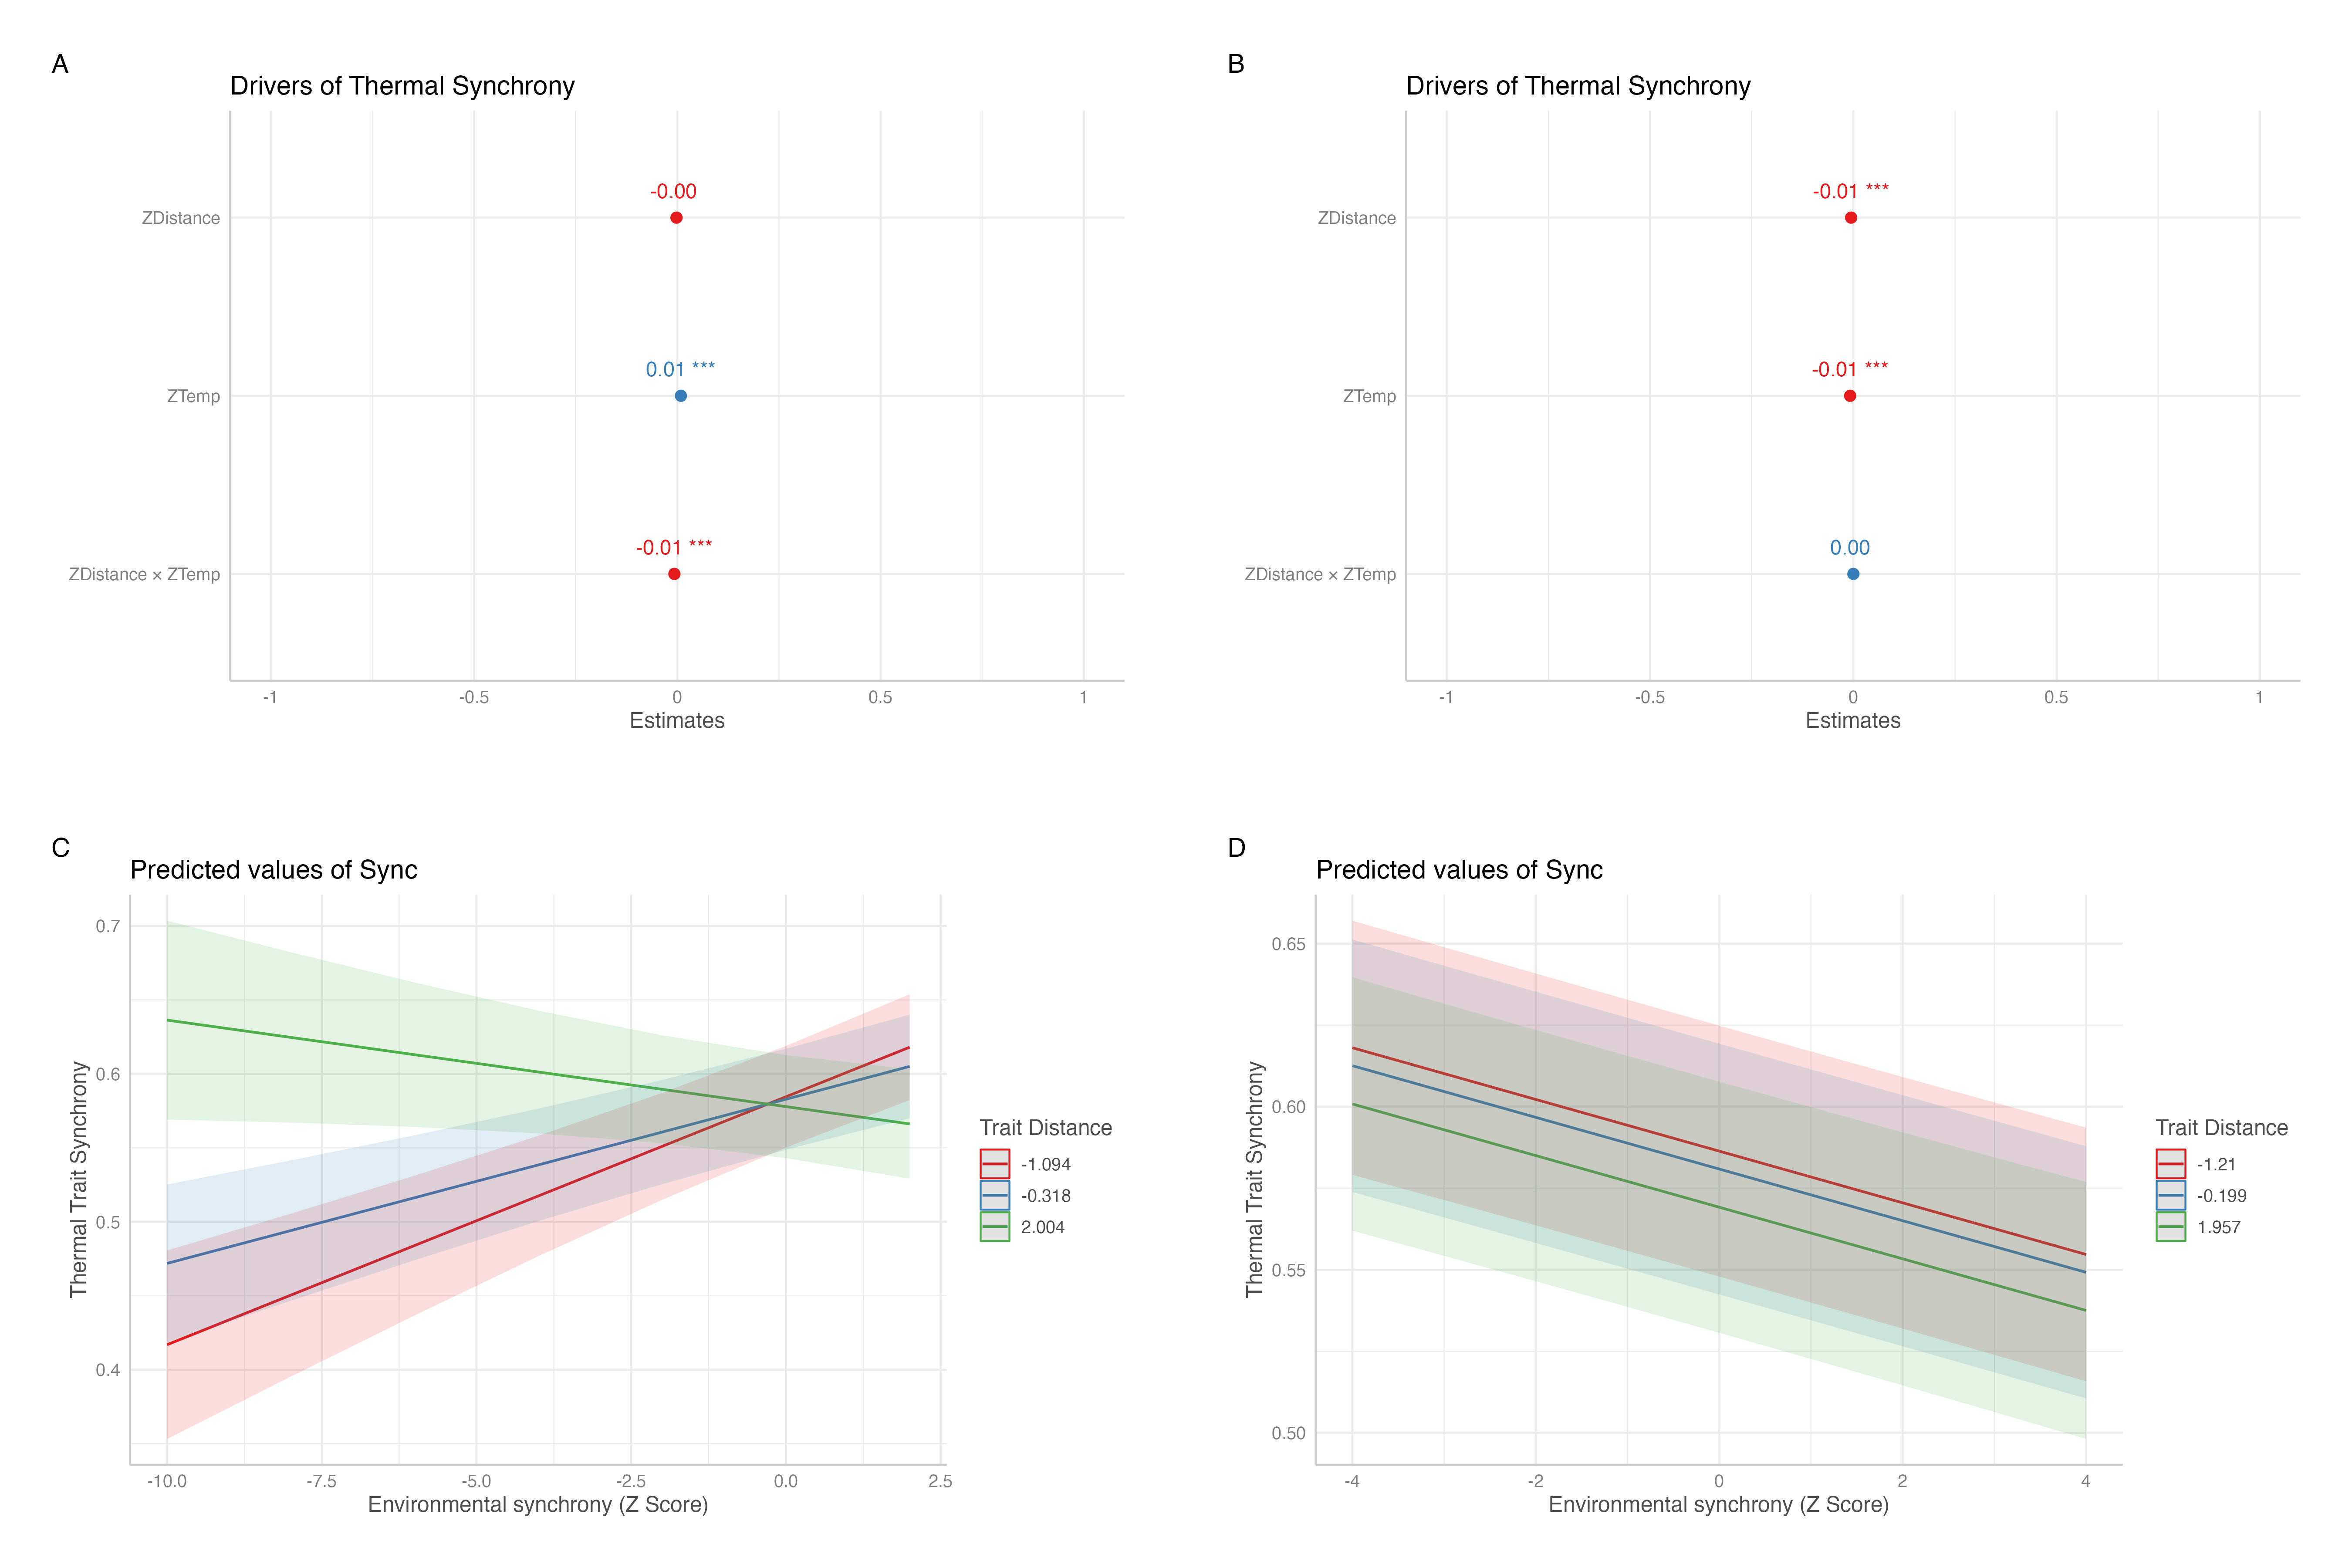 A
Drivers of Thermal Synchrony
-0.00
ZDistance
0.01 ***
ZTemp
-0.01 ***
ZDistance × ZTemp
-1 -0.5 0 0.5 1
Estimates
B
Drivers of Thermal Synchrony
-0.01 ***
ZDistance
-0.01 ***
ZTemp
0.00
ZDistance × ZTemp
-1 -0.5 0 0.5 1
Estimates
C
Predicted values of Sync
Thermal Trait Synchrony
0.7
0.6
0.5
0.4
-10.0 -7.5 -5.0 -2.5 0.0 2.5
Environmental synchrony (Z Score)
Trait Distance
-1.094
-0.318
2.004
D
Predicted values of Sync
Thermal Trait Synchrony
0.65
0.60
0.55
0.50
-4 -2 0 2 4
Environmental synchrony (Z Score)
Trait Distance
-1.21
-0.199
1.957